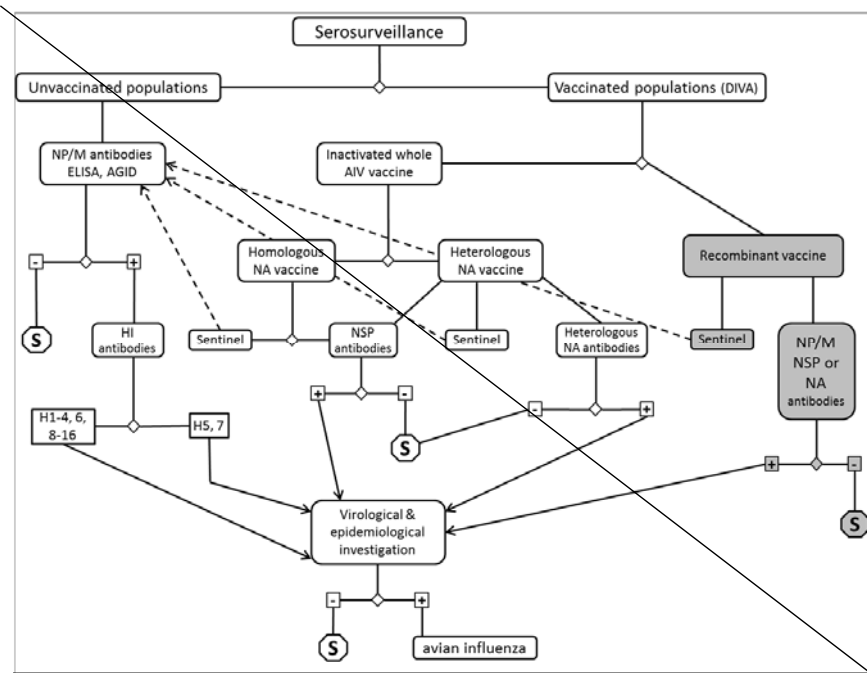 Serosurveillance
Unvaccinated populations
Vaccinated populations (DIVA)
NP/M antibodies
ELISA, AGID
Inactivated whole
AIV vaccine
Homologous
NA vaccine
Heterologous
NA vaccine
Recombinant vaccine
-
+
S
HI
antibodies
Sentinel
NSP
antibodies
Sentinel
Heterologous
NA antibodies
Sentinel
NP/M
NSP or
NA
antibodies
+
-
-
+
H1-4, 6,
8-16
H5, 7
S
+
-
S
Virological &
epidemiological
investigation
-
+
S
avian influenza